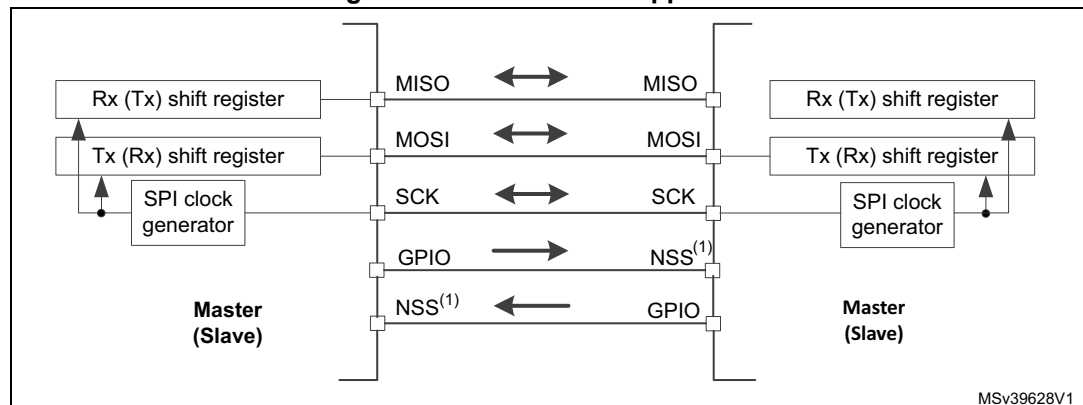 MISO
MISO
Rx (Tx) shift register
Rx (Tx) shift register
MOSI
MOSI
Tx (Rx) shift register
Tx (Rx) shift register
SCK
SCK
SPI clock
generator
SPI clock
generator
GPIO
NSS(1)
NSS(1)
GPIO
Master
(Slave)
Master
(Slave)
MSv39628V1